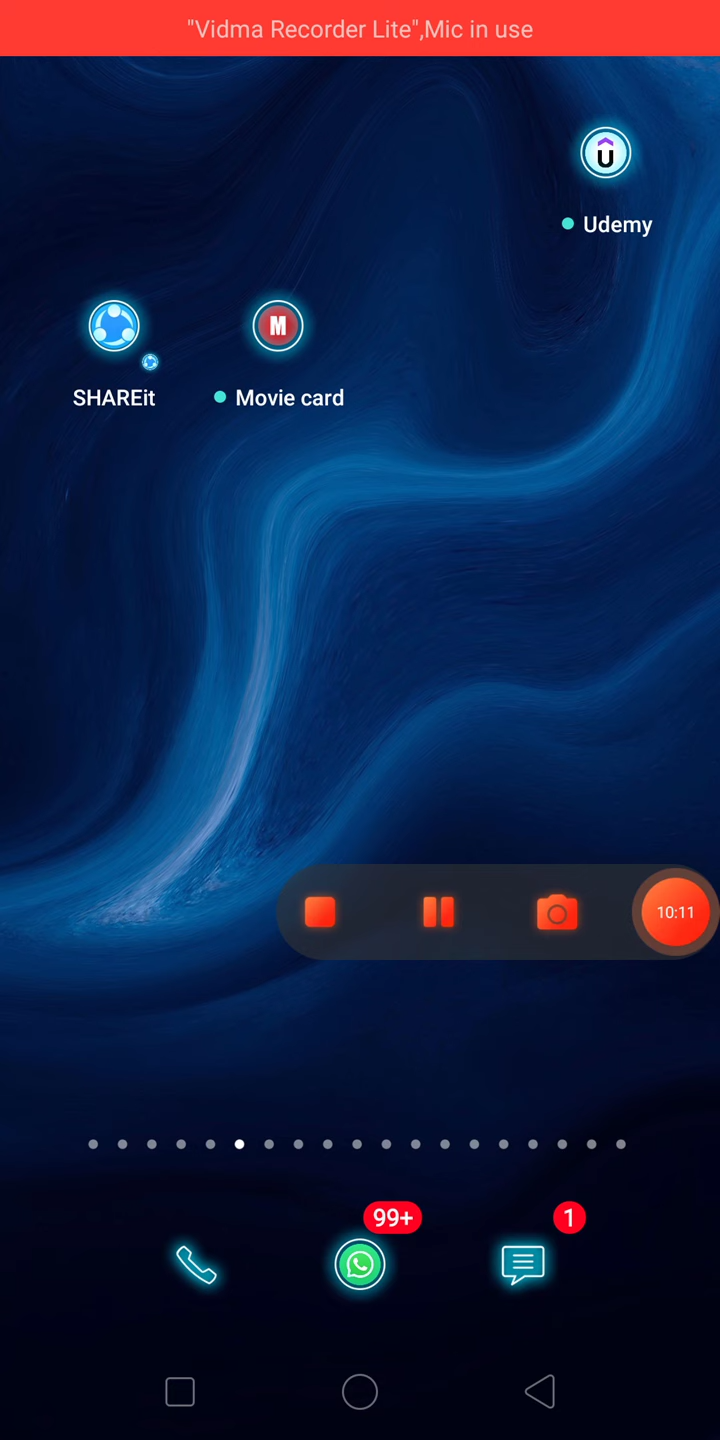 "Vidma Recorder Lite",Mic in use
U
Udemy
M
SHAREit
Movie card
10:11
99+
1